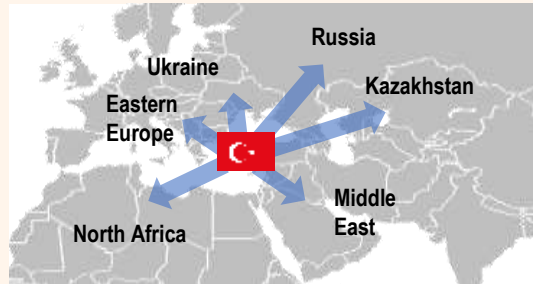 Russia
Ukraine
Kazakhstan
Eastern
Europe
Middle
East
North Africa